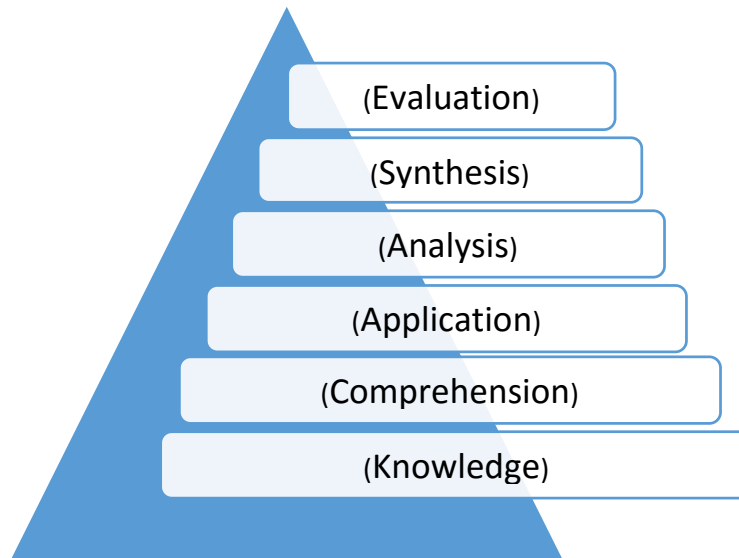 (Evaluation)
(Synthesis)
(Analysis)
(Application)
(Comprehension)
(Knowledge)